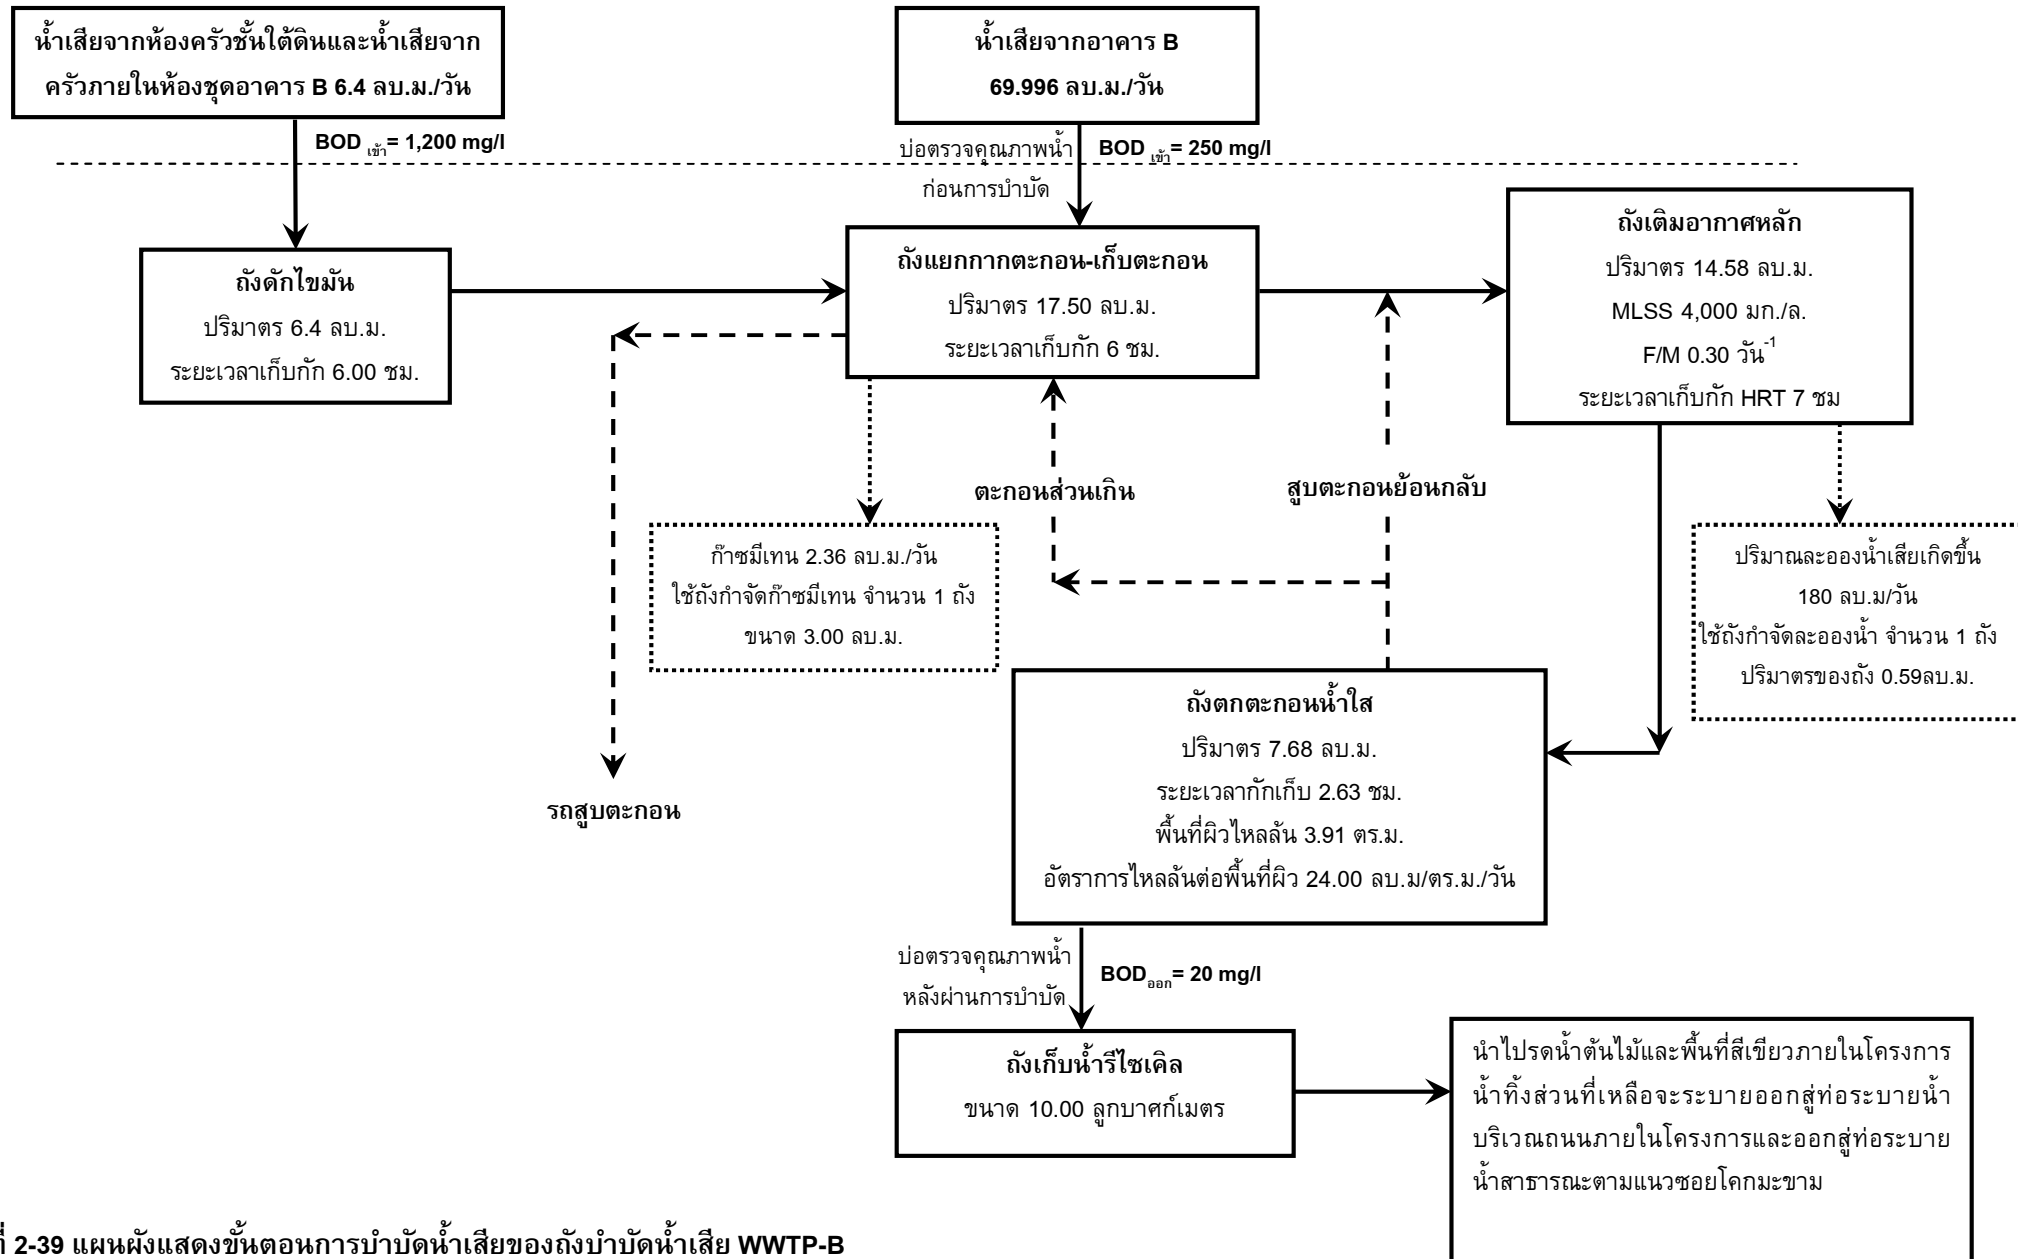 น้ำเสียจากห้องครัวชั้นใต้ดินและน้ำเสียจาก
ครัวภายในห้องชุดอาคาร B 6.4 ลบ.ม./วัน
น้ำเสียจากอาคาร B
69.996 ลบ.ม./วัน
BOD เข้า= 1,200 mg/l
บ่อตรวจคุณภาพน้ำ
ก่อนการบำบัด
BOD เข้า= 250 mg/l
ถังดักไขมัน
ปริมาตร 6.4 ลบ.ม.
ระยะเวลาเก็บกัก 6.00 ชม.
ถังแยกกากตะกอน-เก็บตะกอน
ปริมาตร 17.50 ลบ.ม.
ระยะเวลาเก็บกัก 6 ชม.
ถังเติมอากาศหลัก
ปริมาตร 14.58 ลบ.ม.
MLSS 4,000 มก./ล.
F/M 0.30 วัน-1
ระยะเวลาเก็บกัก HRT 7 ชม
ตะกอนส่วนเกิน
สูบตะกอนย้อนกลับ
ก๊าซมีเทน 2.36 ลบ.ม./วัน
ใช้ถังกำจัดก๊าซมีเทน จำนวน 1 ถัง
ขนาด 3.00 ลบ.ม.
ปริมาณละอองน้ำเสียเกิดขึ้น
180 ลบ.ม/วัน
ใช้ถังกำจัดละอองน้ำ จำนวน 1 ถัง
ปริมาตรของถัง 0.59ลบ.ม.
รถสูบตะกอน
ถังตกตะกอนน้ำใส
ปริมาตร 7.68 ลบ.ม.
ระยะเวลากักเก็บ 2.63 ชม.
พื้นที่ผิวไหลล้น 3.91 ตร.ม.
อัตราการไหลล้นต่อพื้นที่ผิว 24.00 ลบ.ม/ตร.ม./วัน
บ่อตรวจคุณภาพน้ำ
หลังผ่านการบำบัด
BODออก= 20 mg/l
ถังเก็บน้ำรีไซเคิล
ขนาด 10.00 ลูกบาศก์เมตร
นำไปรดน้ำต้นไม้และพื้นที่สีเขียวภายในโครงการ
น้ำทิ้งส่วนที่เหลือจะระบายออกสู่ท่อระบายน้ำ
บริเวณถนนภายในโครงการและออกสู่ท่อระบาย
น้ำสาธารณะตามแนวซอยโคกมะขาม
ที่ 2-39 แผนผังแสดงขั้นตอนการบำบัดน้ำเสียของถังบำบัดน้ำเสีย WWTP-B